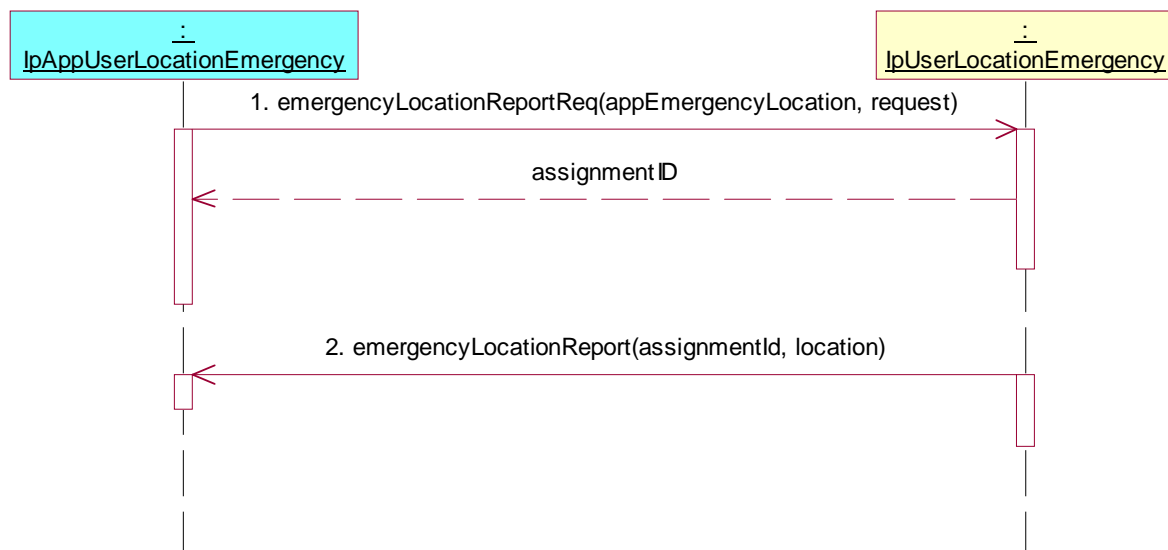 :
IpAppUserLocationEmergency
:
IpUserLocationEmergency
1. emergencyLocationReportReq(appEmergencyLocation, request)
assignmentID
2. emergencyLocationReport(assignmentId, location)